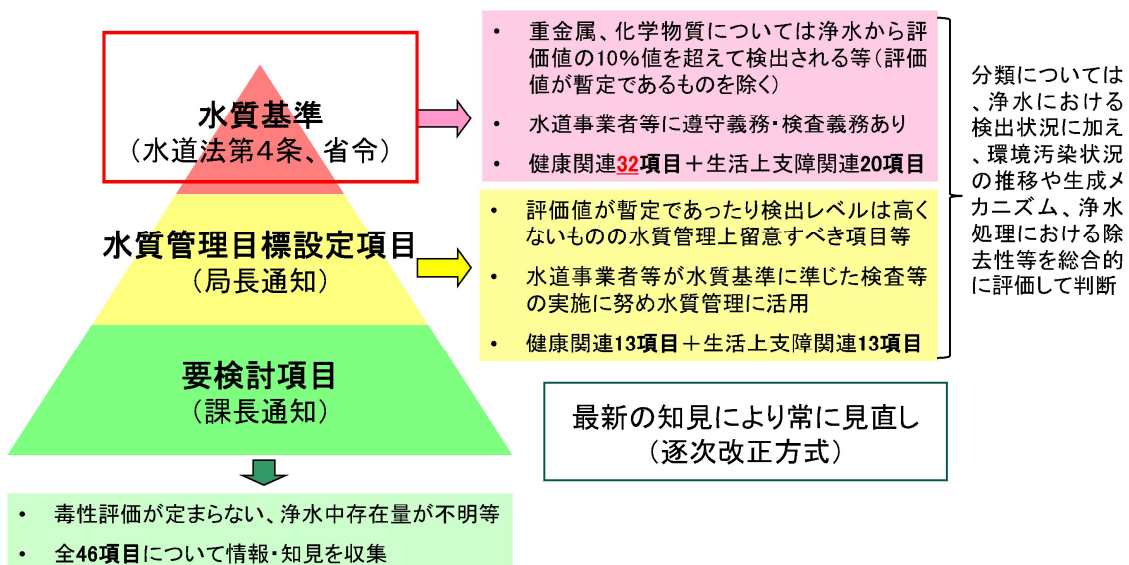 水質基準
（水道法第４条、省令）
・ 重金属、化学物質については浄水から評
価値の10％値を超えて検出される等（評価
値が暫定であるものを除く）
・ 水道事業者等に遵守義務・検査義務あり
・ 健康関連32項目＋生活上支障関連20項目
水質管理目標設定項目
（局長通知）
・ 評価値が暫定であったり検出レベルは高く
ないものの水質管理上留意すべき項目等
・ 水道事業者等が水質基準に準じた検査等
の実施に努め水質管理に活用
・ 健康関連13項目＋生活上支障関連13項目
分類については
、浄水における
検出状況に加え
、環境汚染状況
の推移や生成メ
カニズム、浄水
処理における除
去性等を総合的
に評価して判断
要検討項目
（課長通知）
最新の知見により常に見直し
（逐次改正方式）
・ 毒性評価が定まらない、浄水中存在量が不明等
・ 全46項目について情報・知見を収集